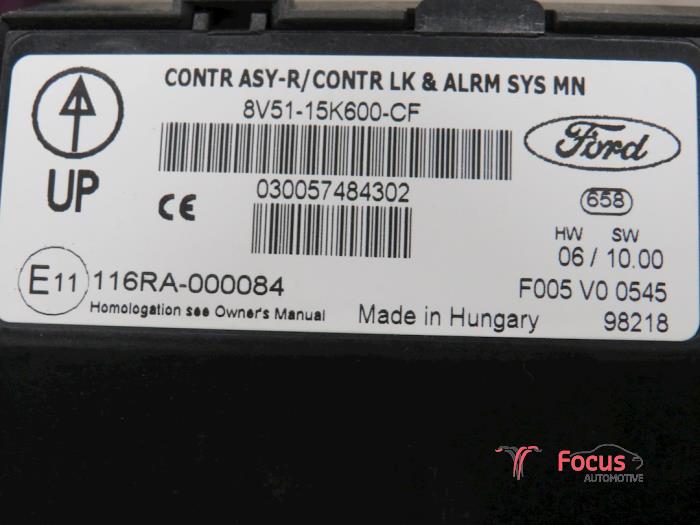 CONTR ASY-R/CONTR LK & ALRM SYS MN
8V51-15K600-CF
Ford
UP
CE
030057484302
658
HW SW
06 / 10.00
E11 116RA-000084
F005 V0 0545
Homologation see Owner's Manual
Made in Hungary
98218
Focus
AUTOMOTIVE